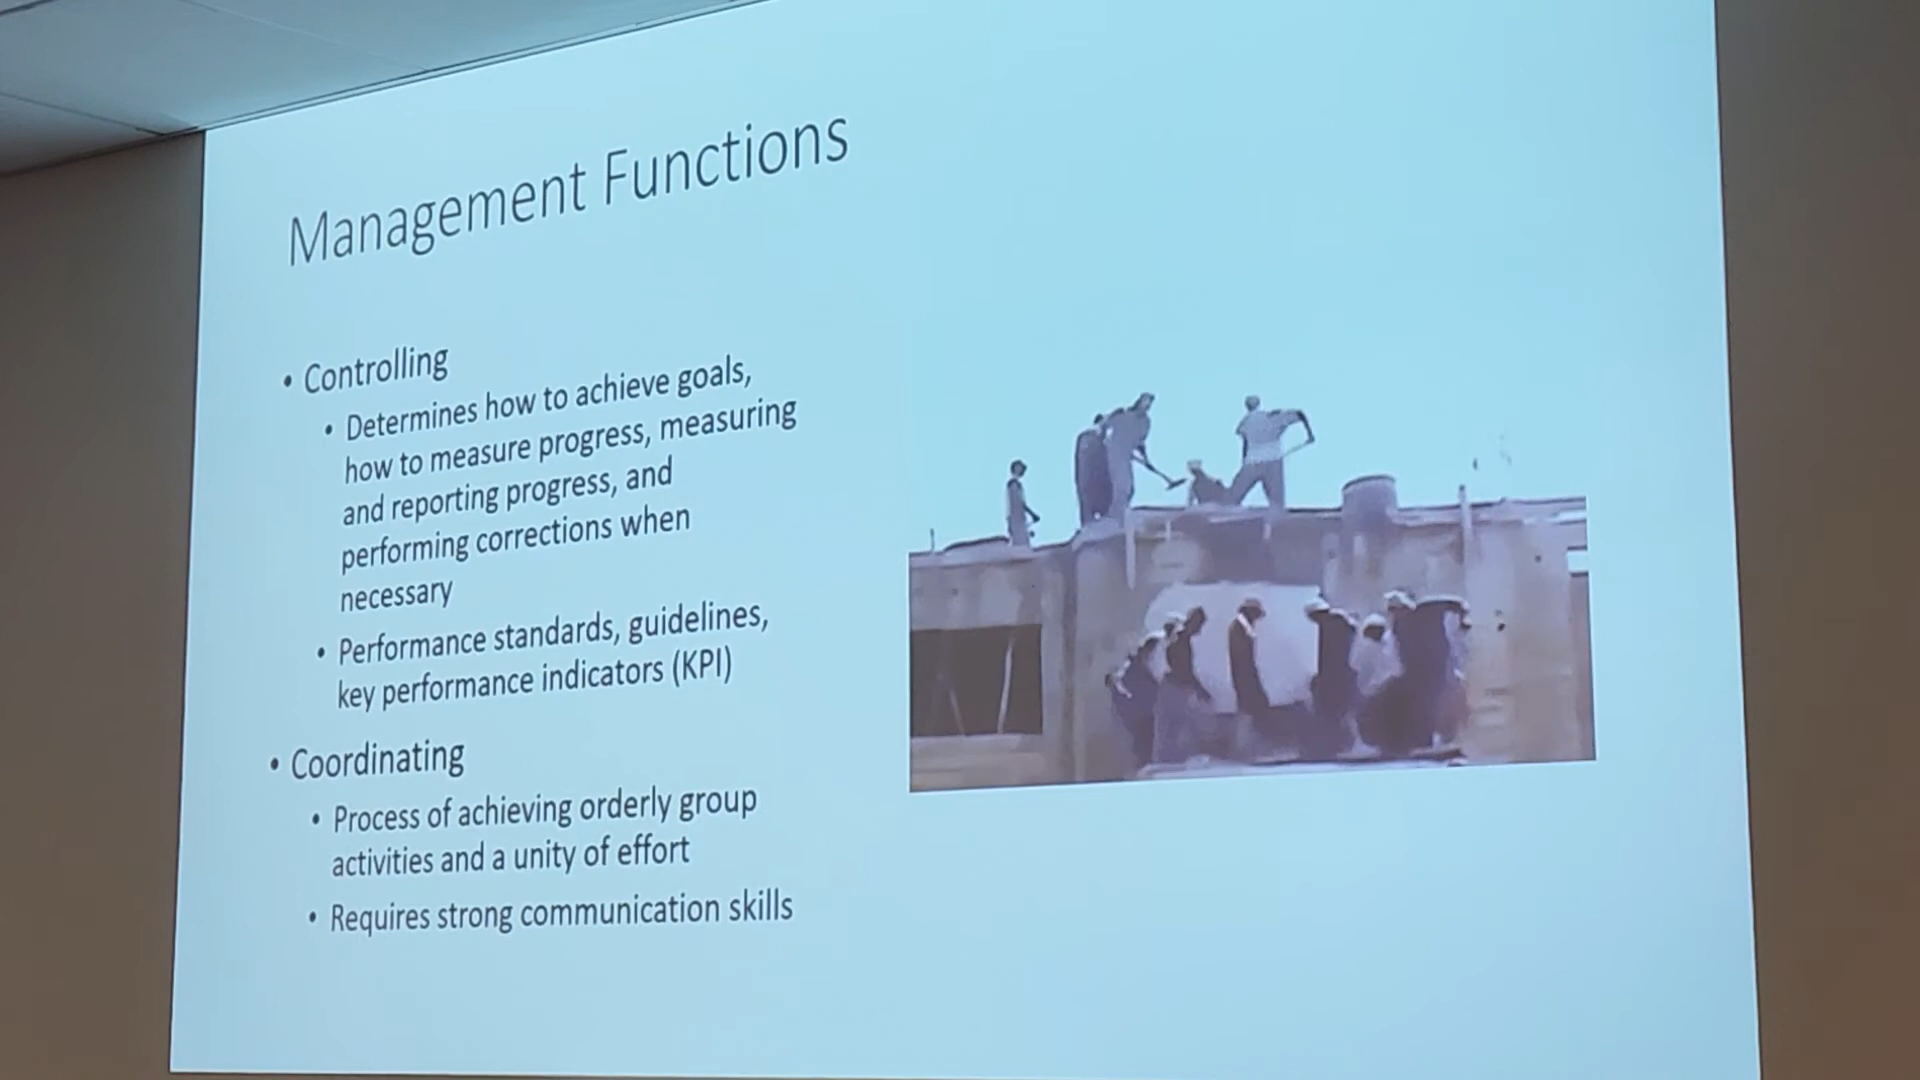 Management Functions
• Controlling
• Determines how to achieve goals,
how to measure progress, measuring
and reporting progress, and
performing corrections when
necessary
• Performance standards, guidelines,
key performance indicators (KPI)
• Coordinating
• Process of achieving orderly group
activities and a unity of effort
• Requires strong communication skills